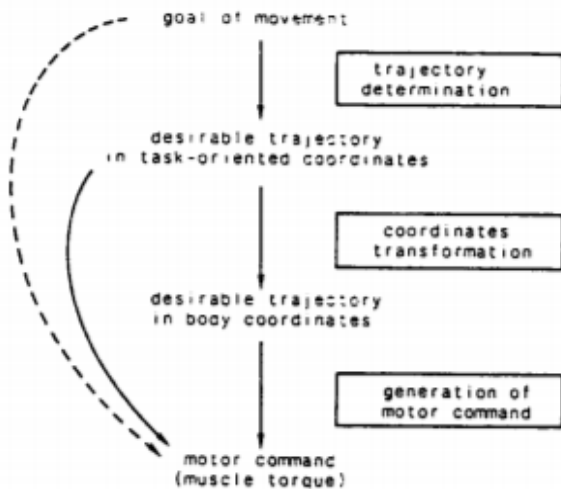 goal of movement
trajectory
determination
desirable trajectory
in task-oriented coordinates
coordinates
transformation
desirable trajectory
in body coordinates
generation of
motor command
motor command
(muscle torque)